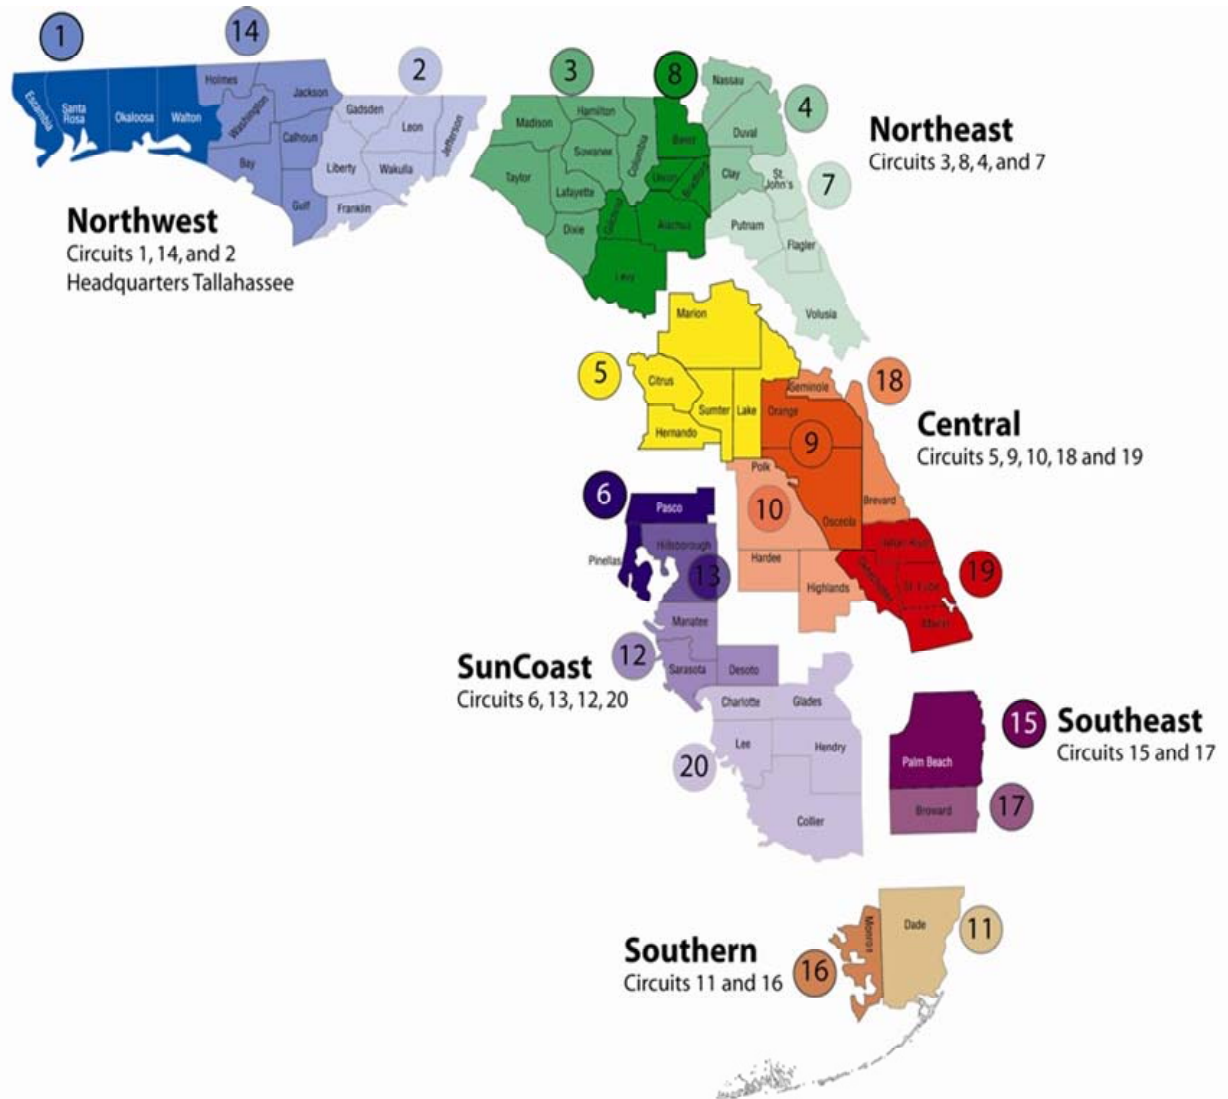 1
14
2
3
8
4
7
Escambia
Santa
Rosa
Okaloosa
Walton
Holmes
Washington
Jackson
Calhoun
Bay
Gulf
Gadsden
Leon
Jefferson
Liberty
Wakulla
Franklin
Northwest
Circuits 1, 14, and 2
Headquarters Tallahassee
Madison
Hamilton
Suwanee
Columbia
Taylor
Lafayette
Dixie
Baker
Union
Bradford
Gilchrist
Alachua
Levy
Nassau
Duval
Clay
St.
John's
Putnam
Flagler
Volusia
Northeast
Circuits 3, 8, 4, and 7
5
Marion
Citrus
Sumter
Lake
Hernando
18
Seminole
Orange
9
Osceola
Brevard
Central
Circuits 5, 9, 10, 18 and 19
Polk
10
Hardee
Highlands
Indian River
Okeechobee
St. Lucie
Martin
19
6
Pasco
Pinellas
Hillsborough
13
Manatee
12
Sarasota
Desoto
SunCoast
Circuits 6, 13, 12, 20
Charlotte
Glades
Lee
Hendry
20
Collier
Palm Beach
15
Southeast
Circuits 15 and 17
Broward
17
Monroe
Dade
11
Southern
Circuits 11 and 16
16